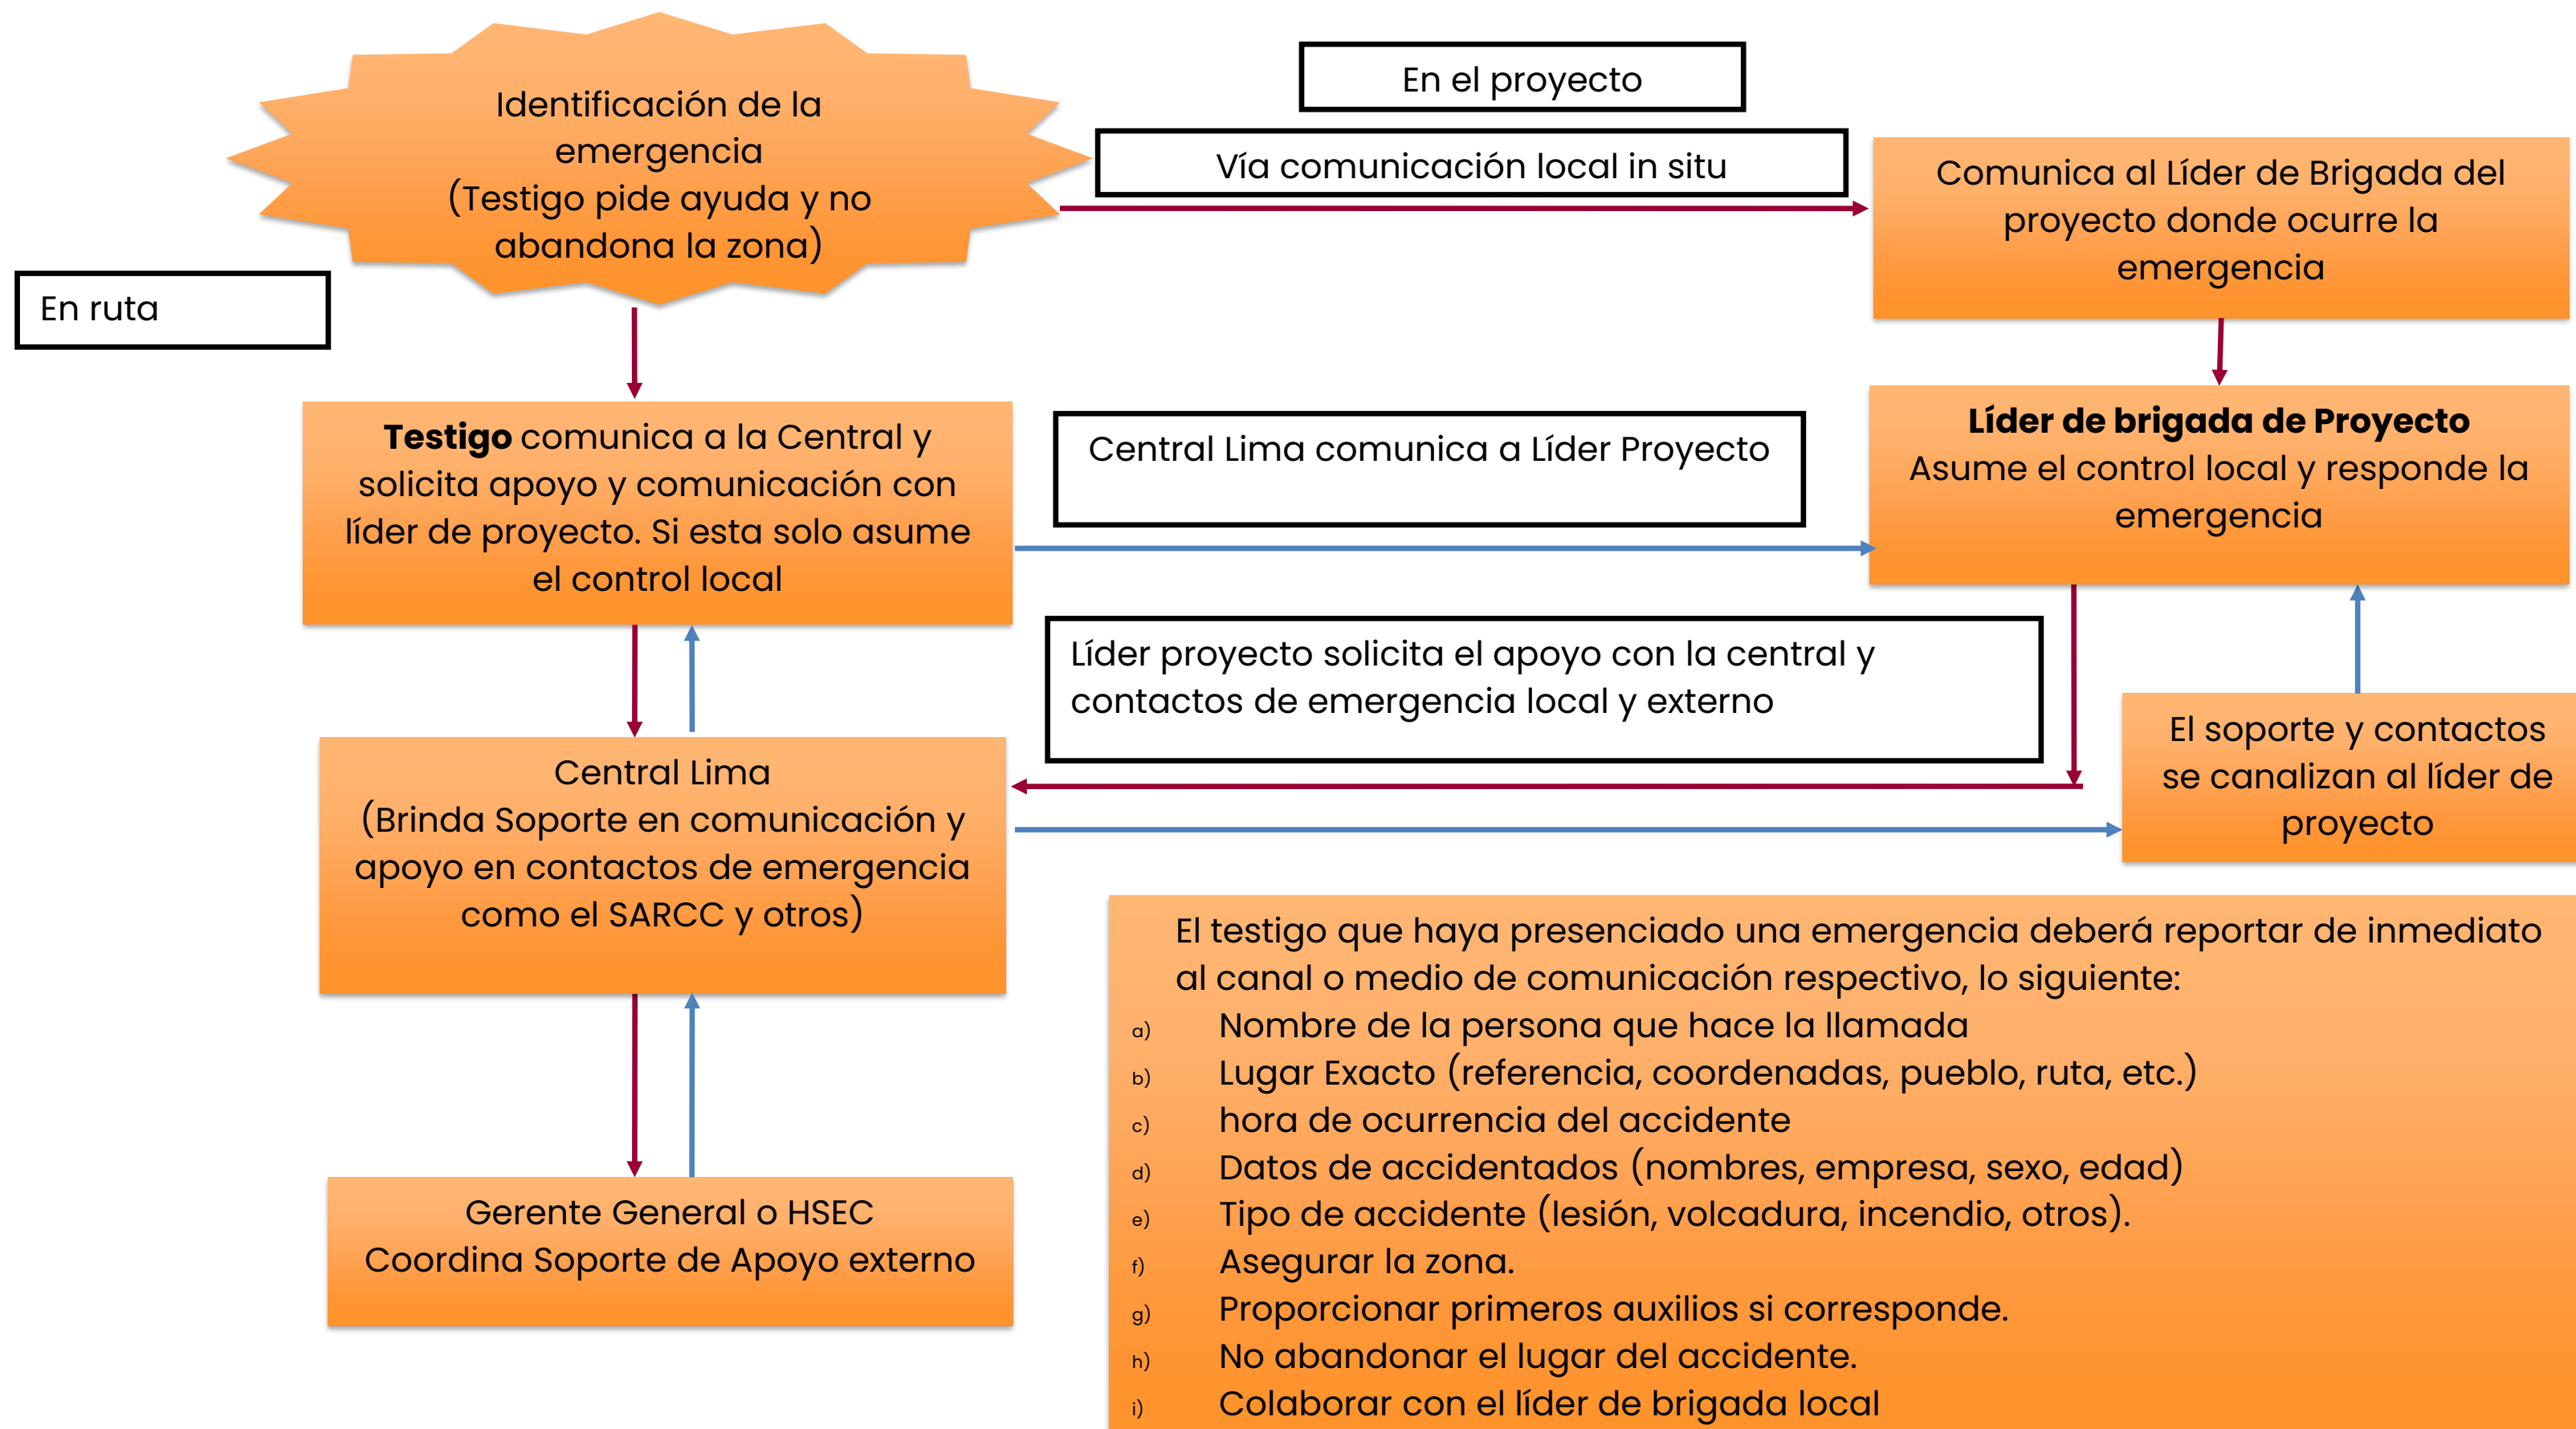 Identificación de la
emergencia
(Testigo pide ayuda y no
abandona la zona)
En el proyecto
Vía comunicación local in situ
Comunica al Líder de Brigada del
proyecto donde ocurre la
emergencia
En ruta
Testigo comunica a la Central y
solicita apoyo y comunicación con
líder de proyecto. Si esta solo asume
el control local
Central Lima comunica a Líder Proyecto
Líder de brigada de Proyecto
Asume el control local y responde la
emergencia
Líder proyecto solicita el apoyo con la central y
contactos de emergencia local y externo
El soporte y contactos
se canalizan al líder de
proyecto
Central Lima
(Brinda Soporte en comunicación y
apoyo en contactos de emergencia
como el SARCC y otros)
Gerente General o HSEC
Coordina Soporte de Apoyo externo
El testigo que haya presenciado una emergencia deberá reportar de inmediato
al canal o medio de comunicación respectivo, lo siguiente:
a) Nombre de la persona que hace la llamada
b) Lugar Exacto (referencia, coordenadas, pueblo, ruta, etc.)
c) hora de ocurrencia del accidente
d) Datos de accidentados (nombres, empresa, sexo, edad)
e) Tipo de accidente (lesión, volcadura, incendio, otros).
f) Asegurar la zona.
g) Proporcionar primeros auxilios si corresponde.
h) No abandonar el lugar del accidente.
i) Colaborar con el líder de brigada local